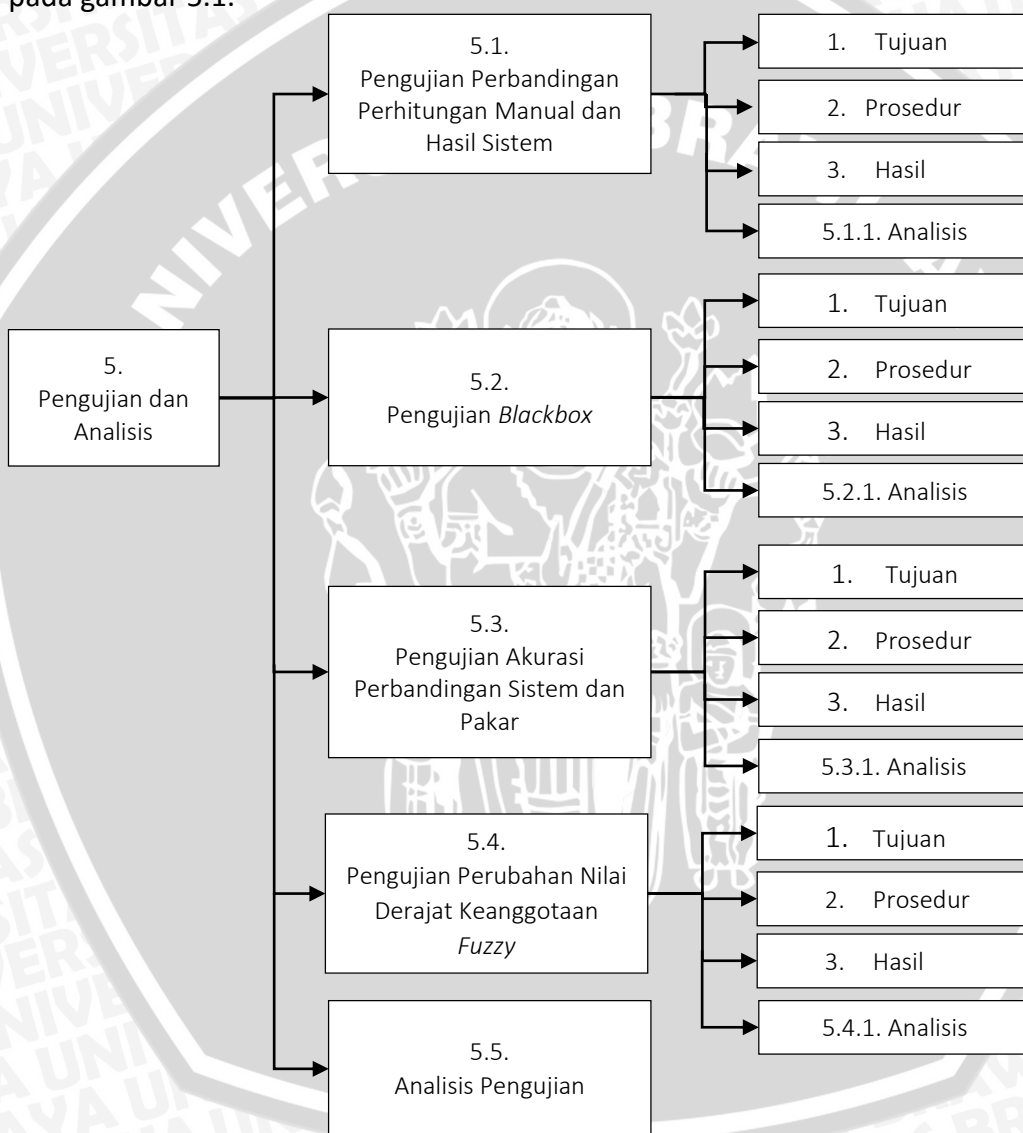 pada gambar 5.1.
5.
Pengujian dan
Analisis
5.1.
Pengujian Perbandingan
Perhitungan Manual dan
Hasil Sistem
1. Tujuan
2. Prosedur
3. Hasil
5.1.1. Analisis
5.2.
Pengujian Blackbox
1. Tujuan
2. Prosedur
3. Hasil
5.2.1. Analisis
5.3.
Pengujian Akurasi
Perbandingan Sistem dan
Pakar
1. Tujuan
2. Prosedur
3. Hasil
5.3.1. Analisis
5.4.
Pengujian Perubahan Nilai
Derajat Keanggotaan
Fuzzy
1. Tujuan
2. Prosedur
3. Hasil
5.4.1. Analisis
5.5.
Analisis Pengujian